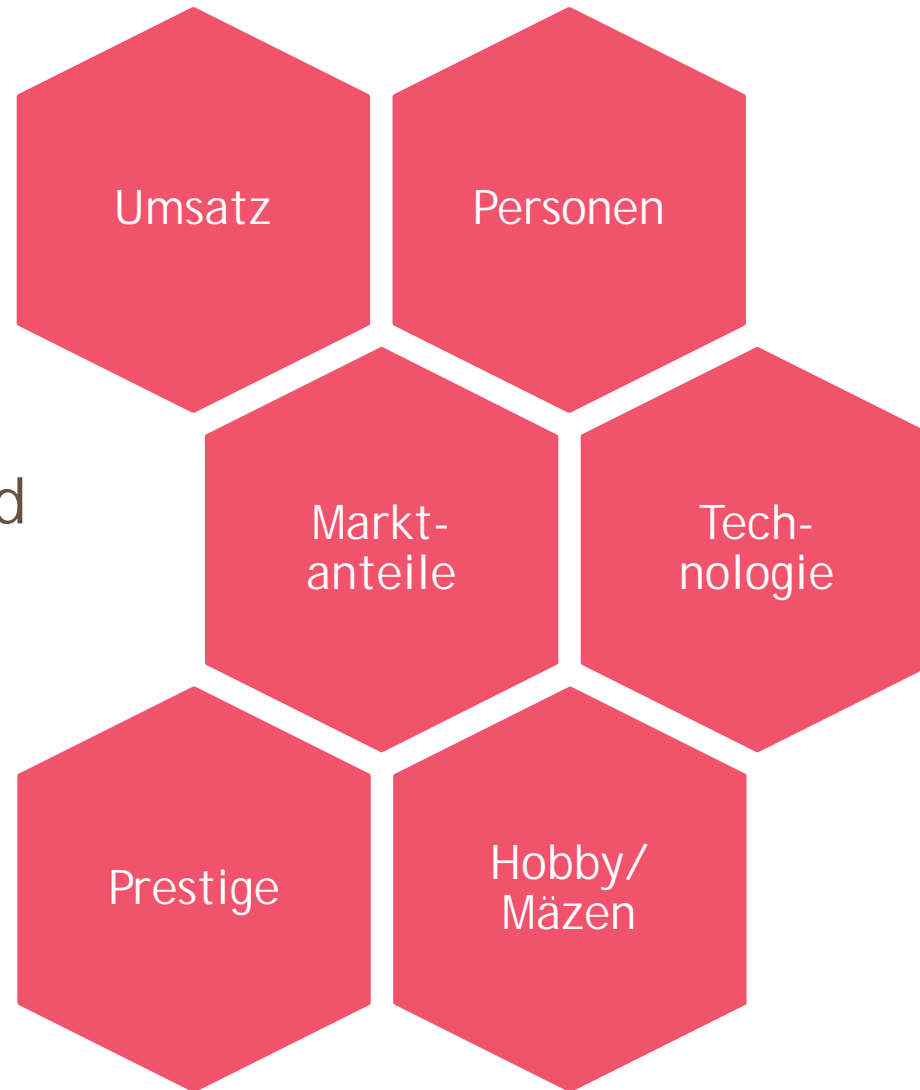 Umsatz
Personen
d
Markt-
anteile
Tech-
nologie
Prestige
Hobby/
Mäzen